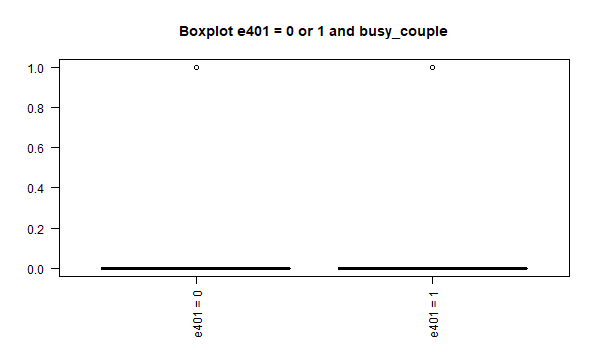 Boxplot e401 = 0 or 1 and busy_couple
1.0
0.8
0.6
0.4
0.2
0.0
e401 = 0
e401 = 1